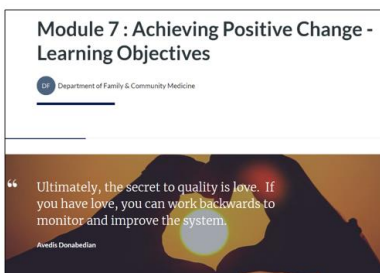 Module 7 : Achieving Positive Change -
Learning Objectives
DF Department of Family & Community Medicine
“ Ultimately, the secret to quality is love. If
you have love, you can work backwards to
monitor and improve the system.
Avedis Donabedian